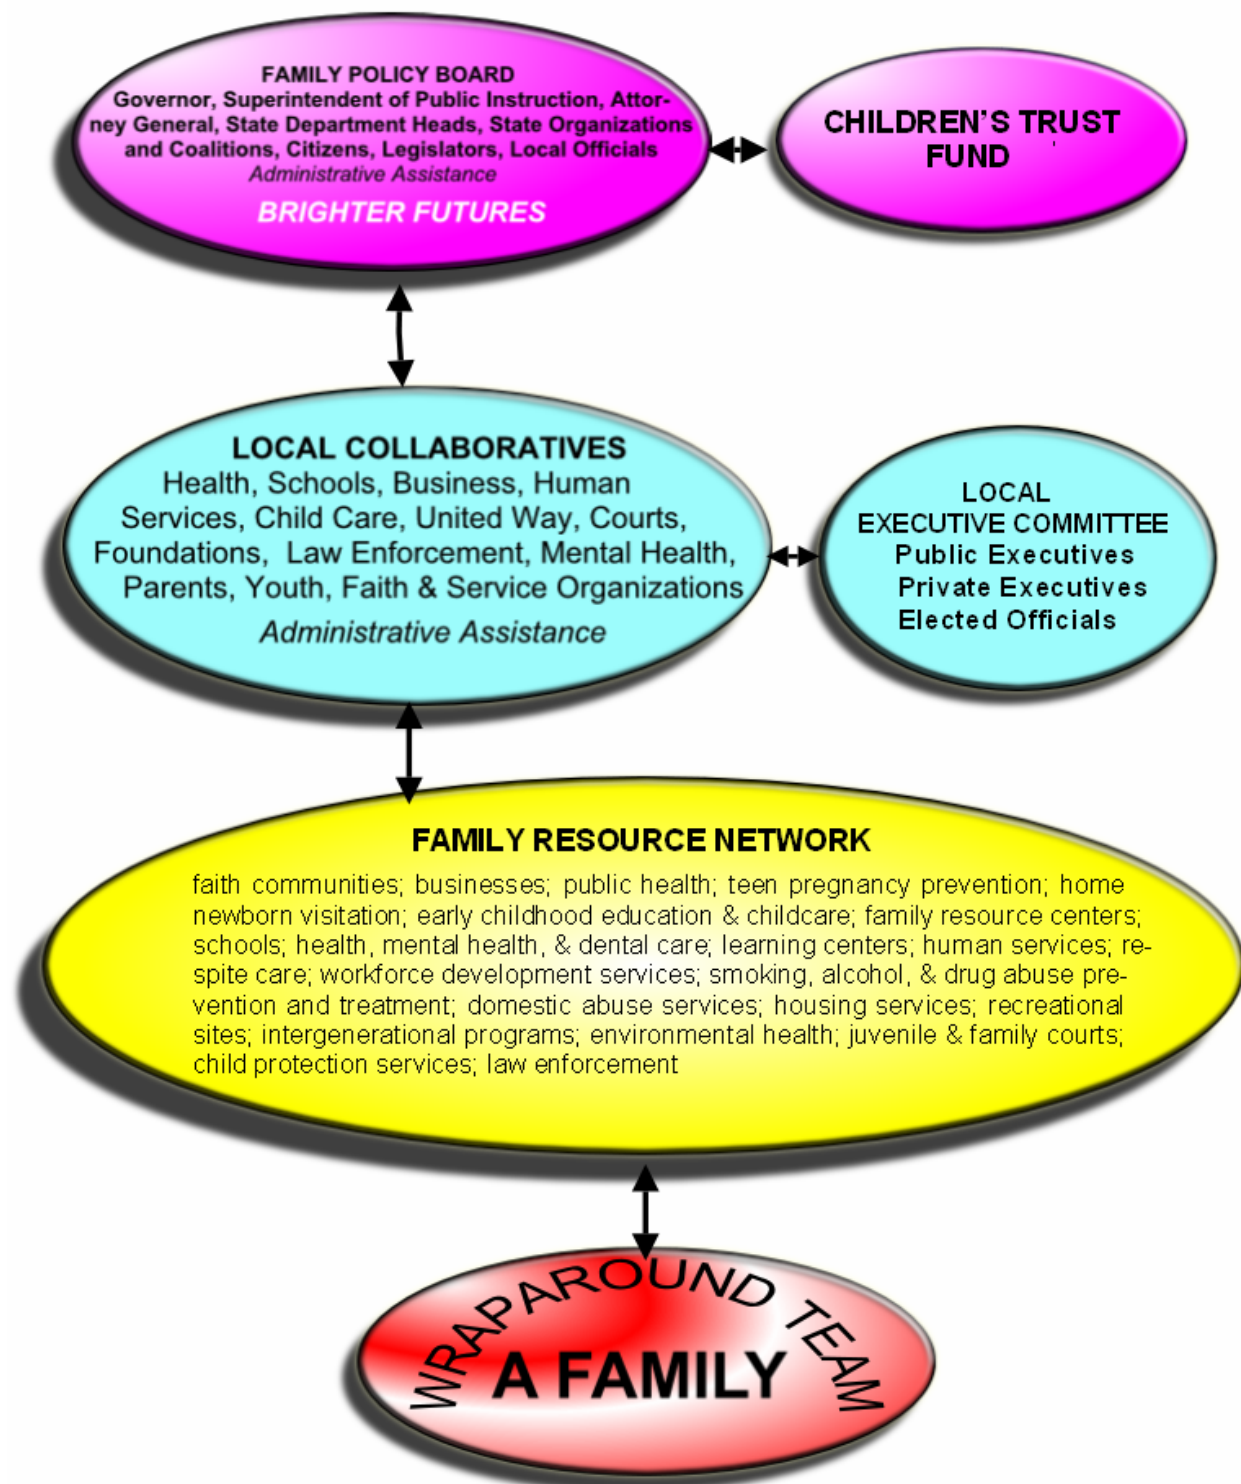 FAMILY POLICY BOARD
Governor, Superintendent of Public Instruction, Attor-
ney General, State Department Heads, State Organizations
and Coalitions, Citizens, Legislators, Local Officials
Administrative Assistance
BRIGHTER FUTURES
CHILDREN'S TRUST
FUND
LOCAL COLLABORATIVES
Health, Schools, Business, Human
Services, Child Care, United Way, Courts,
Foundations, Law Enforcement, Mental Health,
Parents, Youth, Faith & Service Organizations
Administrative Assistance
LOCAL
EXECUTIVE COMMITTEE
Public Executives
Private Executives
Elected Officials
FAMILY RESOURCE NETWORK
faith communities; businesses; public health; teen pregnancy prevention; home
newborn visitation; early childhood education & childcare; family resource centers;
schools; health, mental health, & dental care; learning centers; human services; re-
spite care; workforce development services; smoking, alcohol, & drug abuse pre-
vention and treatment; domestic abuse services; housing services; recreational
sites; intergenerational programs; environmental health; juvenile & family courts;
child protection services; law enforcement
WRAPAROUND TEAM
A FAMILY